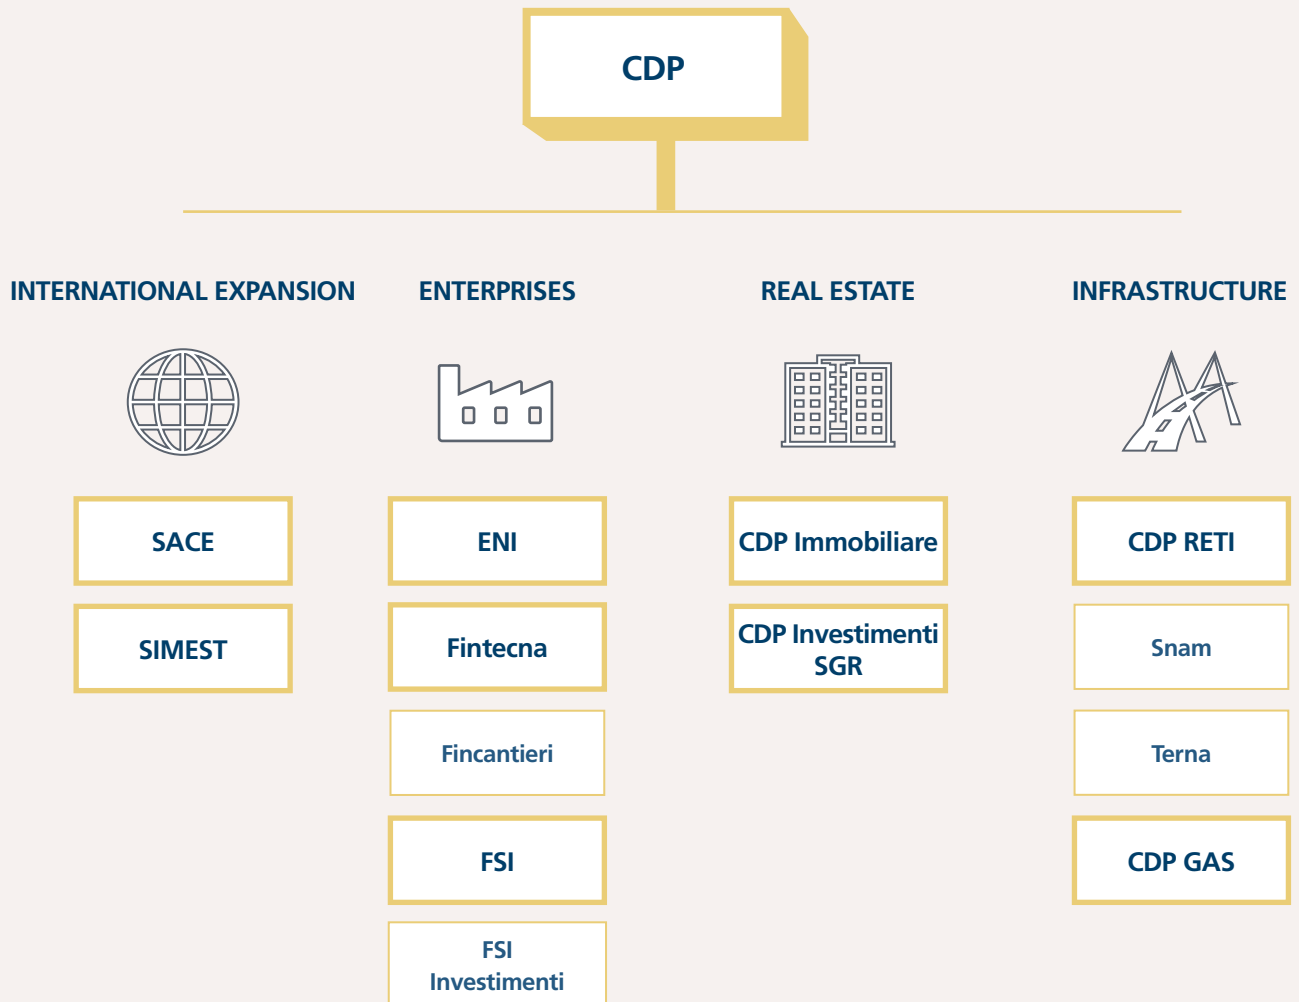 CDP
INTERNATIONAL EXPANSION
SACE
SIMEST
ENTERPRISES
ENI
Fintecna
Fincantieri
FSI
FSI
Investimenti
REAL ESTATE
CDP Immobiliare
CDP Investimenti
SGR
INFRASTRUCTURE
CDP RETI
Snam
Terna
CDP GAS